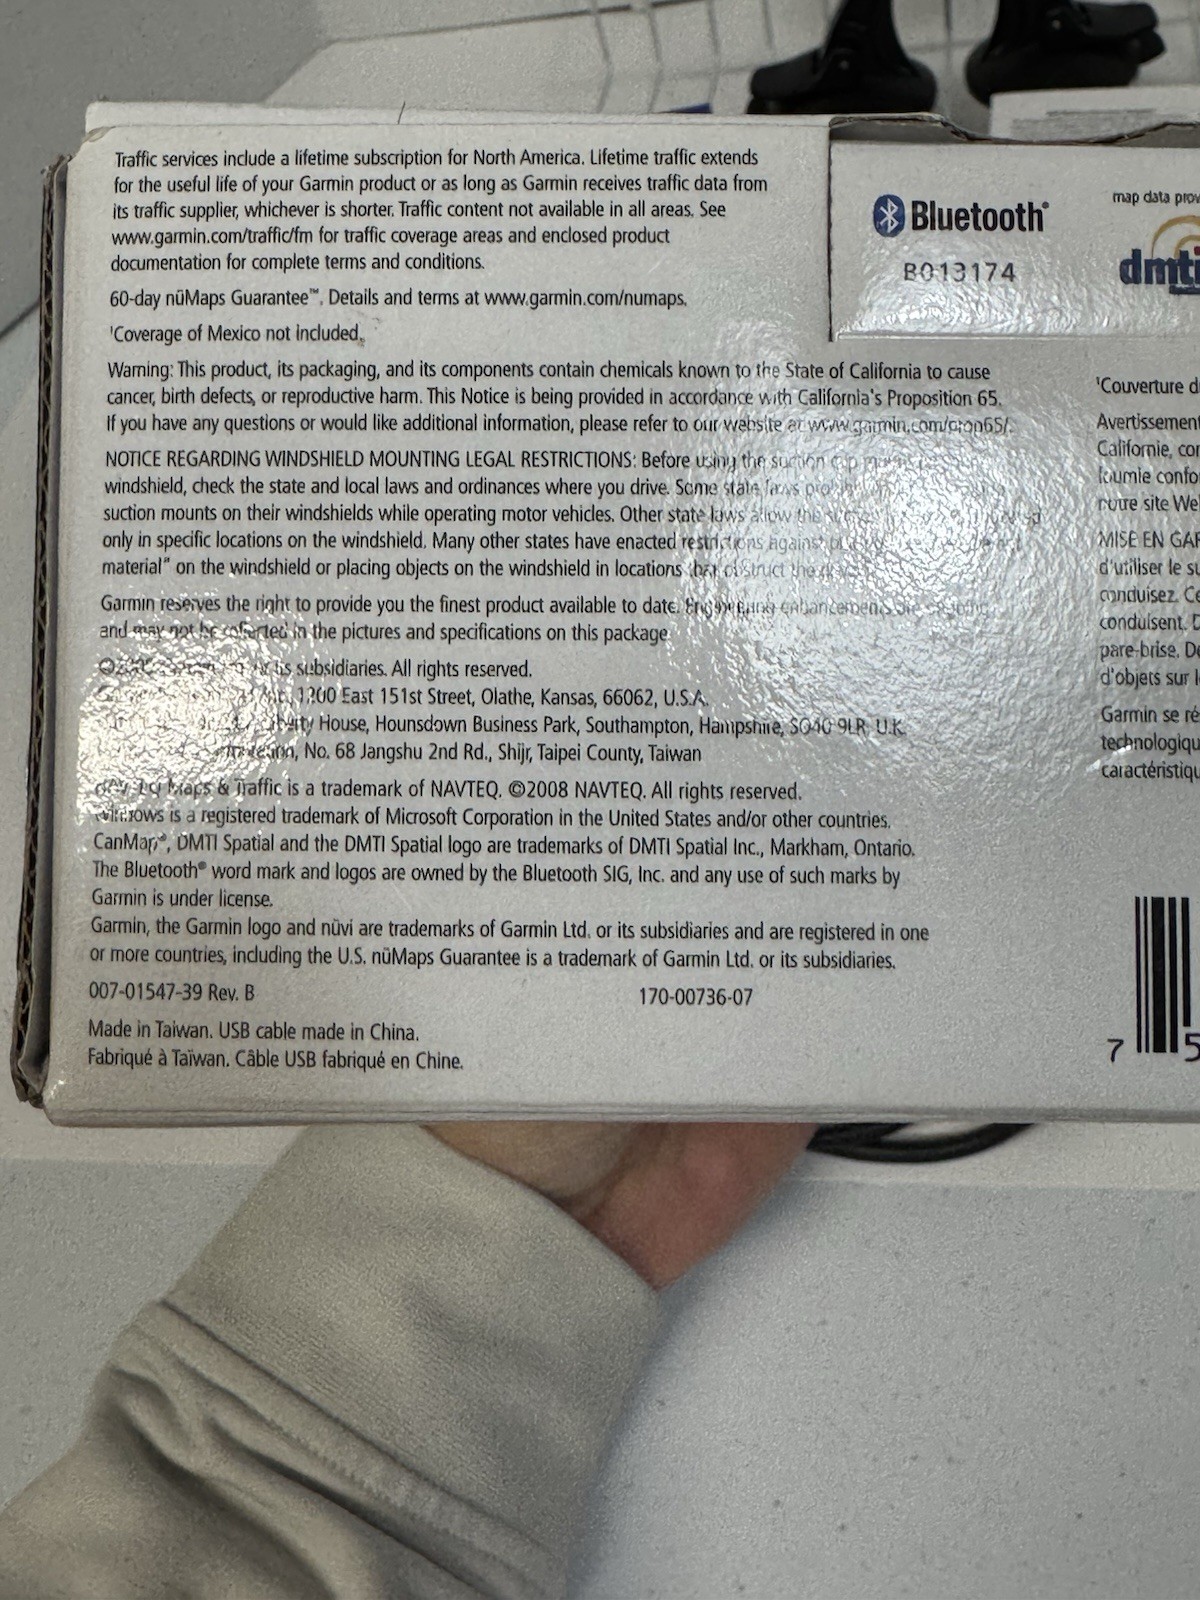 Traffic services include a lifetime subscription for North America. Lifetime traffic extends
for the useful life of your Garmin product or as long as Garmin receives traffic data from
its traffic supplier, whichever is shorter. Traffic content not available in all areas. See
www.garmin.com/traffic/fm for traffic coverage areas and enclosed product
documentation for complete terms and conditions.
60-day nüMaps Guarantee™. Details and terms at www.garmin.com/numaps.
¹Coverage of Mexico not included.
Warning: This product, its packaging, and its components contain chemicals known to the State of California to cause
cancer, birth defects, or reproductive harm. This Notice is being provided in accordance with California's Proposition 65.
If you have any questions or would like additional information, please refer to our website at www.garmin.com/prop65/.
NOTICE REGARDING WINDSHIELD MOUNTING LEGAL RESTRICTIONS: Before using the suction cup
windshield, check the state and local laws and ordinances where you drive. Some state laws
suction mounts on their windshields while operating motor vehicles. Other state laws allow the
only in specific locations on the windshield. Many other states have enacted restrictions against
material" on the windshield or placing objects on the windshield in locations that obstruct the
Garmin reserves the right to provide you the finest product available to date. Engineering enhancements
and may not be reflected in the pictures and specifications on this package
its subsidiaries. All rights reserved.
1200 East 151st Street, Olathe, Kansas, 66062, U.S.A.
House, Hounsdown Business Park, Southampton, Hampshire, SO40 9LR, U.K.
No. 68 Jangshu 2nd Rd., Shijr, Taipei County, Taiwan
Maps & Traffic is a trademark of NAVTEQ. ©2008 NAVTEQ. All rights reserved.
Windows is a registered trademark of Microsoft Corporation in the United States and/or other countries.
CanMap®, DMTI Spatial and the DMTI Spatial logo are trademarks of DMTI Spatial Inc., Markham, Ontario.
The Bluetooth® word mark and logos are owned by the Bluetooth SIG, Inc. and any use of such marks by
Garmin is under license.
Garmin, the Garmin logo and nüvi are trademarks of Garmin Ltd. or its subsidiaries and are registered in one
or more countries, including the U.S. nüMaps Guarantee is a trademark of Garmin Ltd. or its subsidiaries.
007-01547-39 Rev. B 170-00736-07
Made in Taiwan. USB cable made in China.
Fabriqué à Taïwan. Câble USB fabriqué en Chine.
Bluetooth®
B013174
map data
dmti
¹Couverture
Avertissement
Californie,
notre site
MISE EN
d'utiliser le
conduisez.
conduisent.
pare-brise.
d'objets sur
Garmin se
7 5